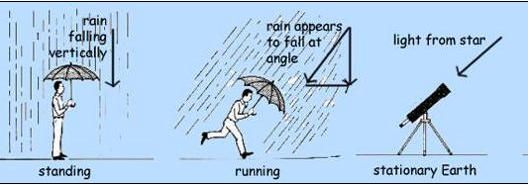 rain
falling
vertically
standing
rain appears
to fall at
angle
running
light from star
stationary Earth